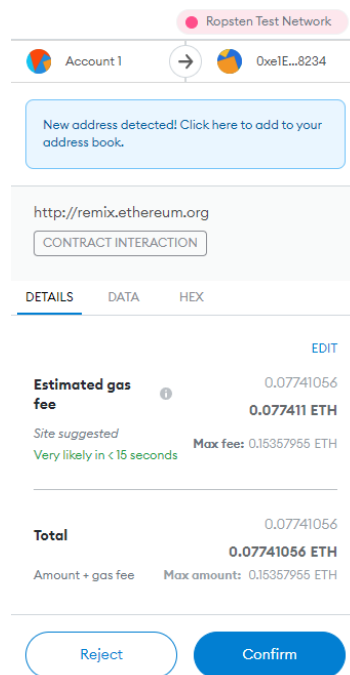 Ropsten Test Network
Account 1
0xe1E...8234
New address detected! Click here to add to your
address book.
http://remix.ethereum.org
CONTRACT INTERACTION
DETAILS DATA HEX
EDIT
Estimated gas
fee
0.07741056
0.077411 ETH
Site suggested
Max fee: 0.15357955 ETH
Very likely in < 15 seconds
0.07741056
Total
0.07741056 ETH
Amount + gas fee Max amount: 0.15357955 ETH
Reject Confirm